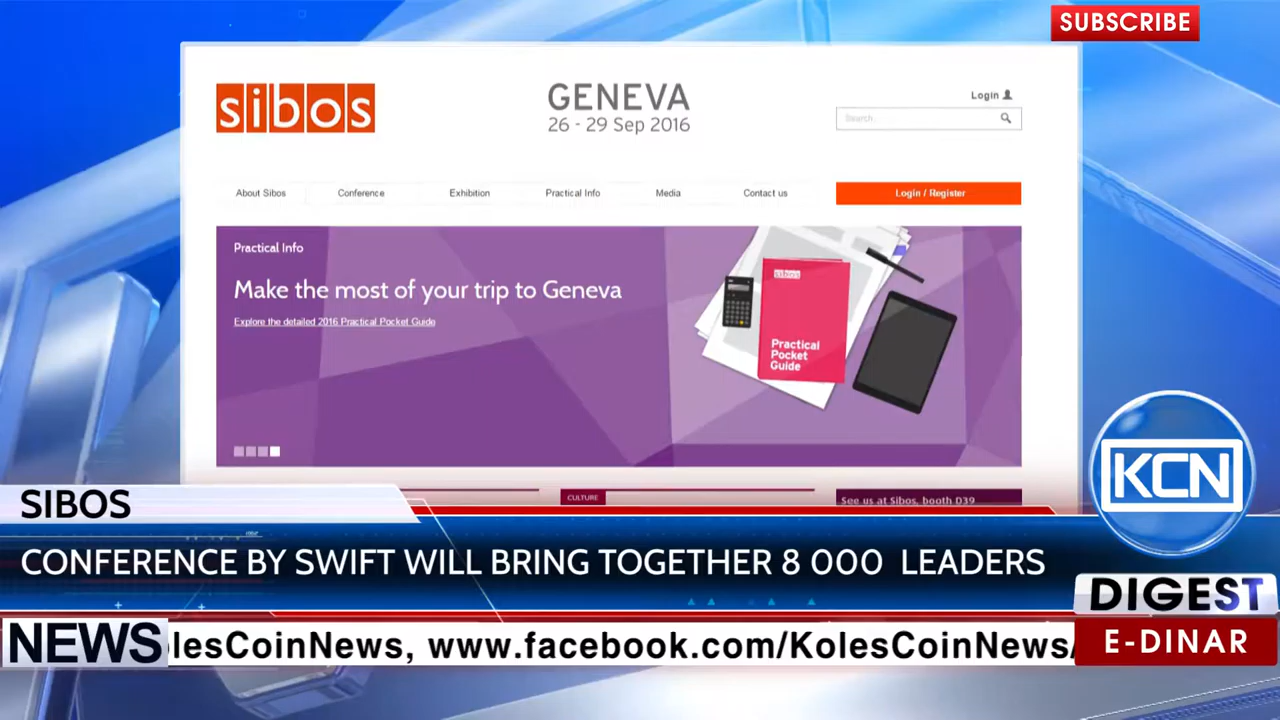 SUBSCRIBE
sibos
GENEVA
26 - 29 Sep 2016
Login
Search...
About Sibos
Conference
Exhibition
Practical Info
Media
Contact us
Login / Register
Practical Info
Make the most of your trip to Geneva
Explore the detailed 2016 Practical Pocket Guide
sibos
Practical
Pocket
Guide
CULTURE
See us at Sibos, booth D39
KCN
SIBOS
CONFERENCE BY SWIFT WILL BRING TOGETHER 8 000 LEADERS
DIGEST
E-DINAR
NEWS
lesCoinNews, www.facebook.com/KolesCoinNews/